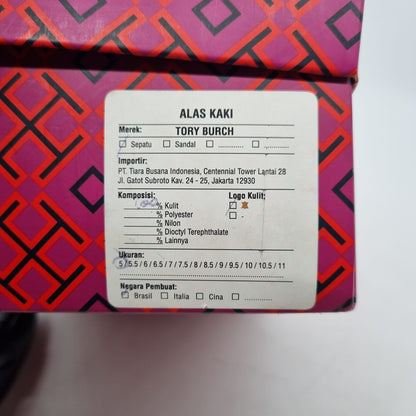 ALAS KAKI
Merek: TORY BURCH
Sepatu Sandal
Importir:
PT. Tiara Busana Indonesia, Centennial Tower Lantai 28
Jl. Gatot Subroto Kav. 24 - 25, Jakarta 12930
Komposisi: Logo Kulit:
100 % Kulit
% Polyester
% Nilon
% Dioctyl Terephthalate
% Lainnya
Ukuran:
5 / 5.5 / 6 / 6.5 / 7 / 7.5 / 8 / 8.5 / 9 / 9.5 / 10 / 10.5 / 11
Negara Pembuat:
Brasil Italia Cina